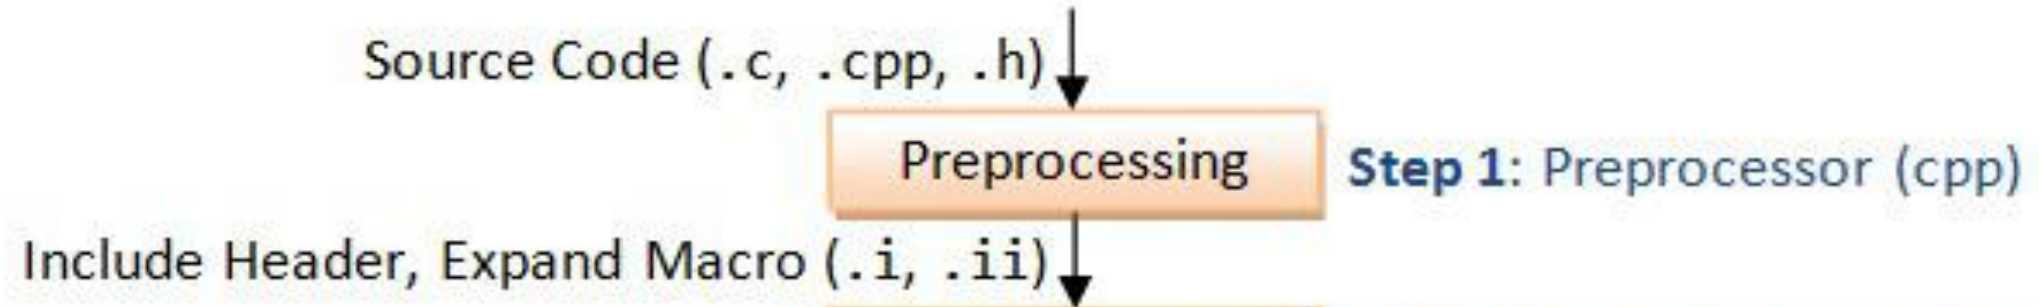 Source Code (.c, .cpp, .h)
Preprocessing
Step 1: Preprocessor (cpp)
Include Header, Expand Macro (.i, .ii)